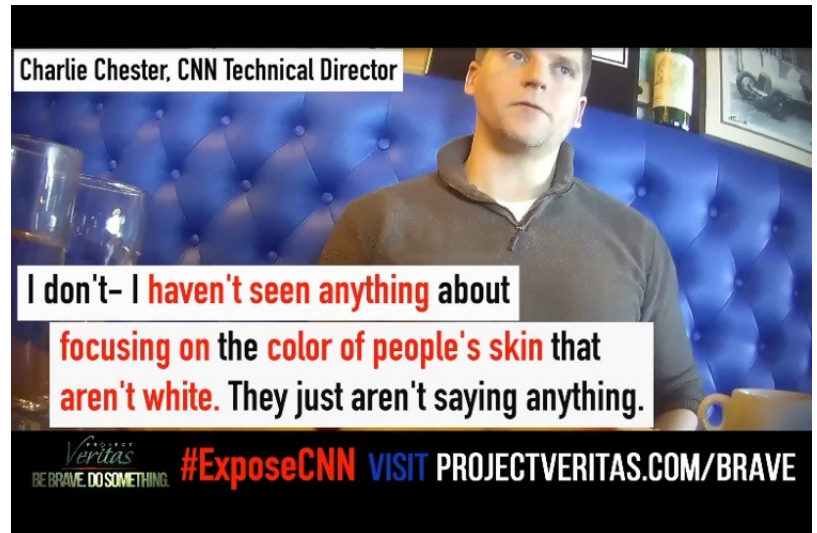 Charlie Chester, CNN Technical Director
I don't– I haven't seen anything about
focusing on the color of people's skin that
aren't white. They just aren't saying anything.
PROJECT
Veritas
BE BRAVE. DO SOMETHING.
#ExposeCNN VISIT PROJECTVERITAS.COM/BRAVE